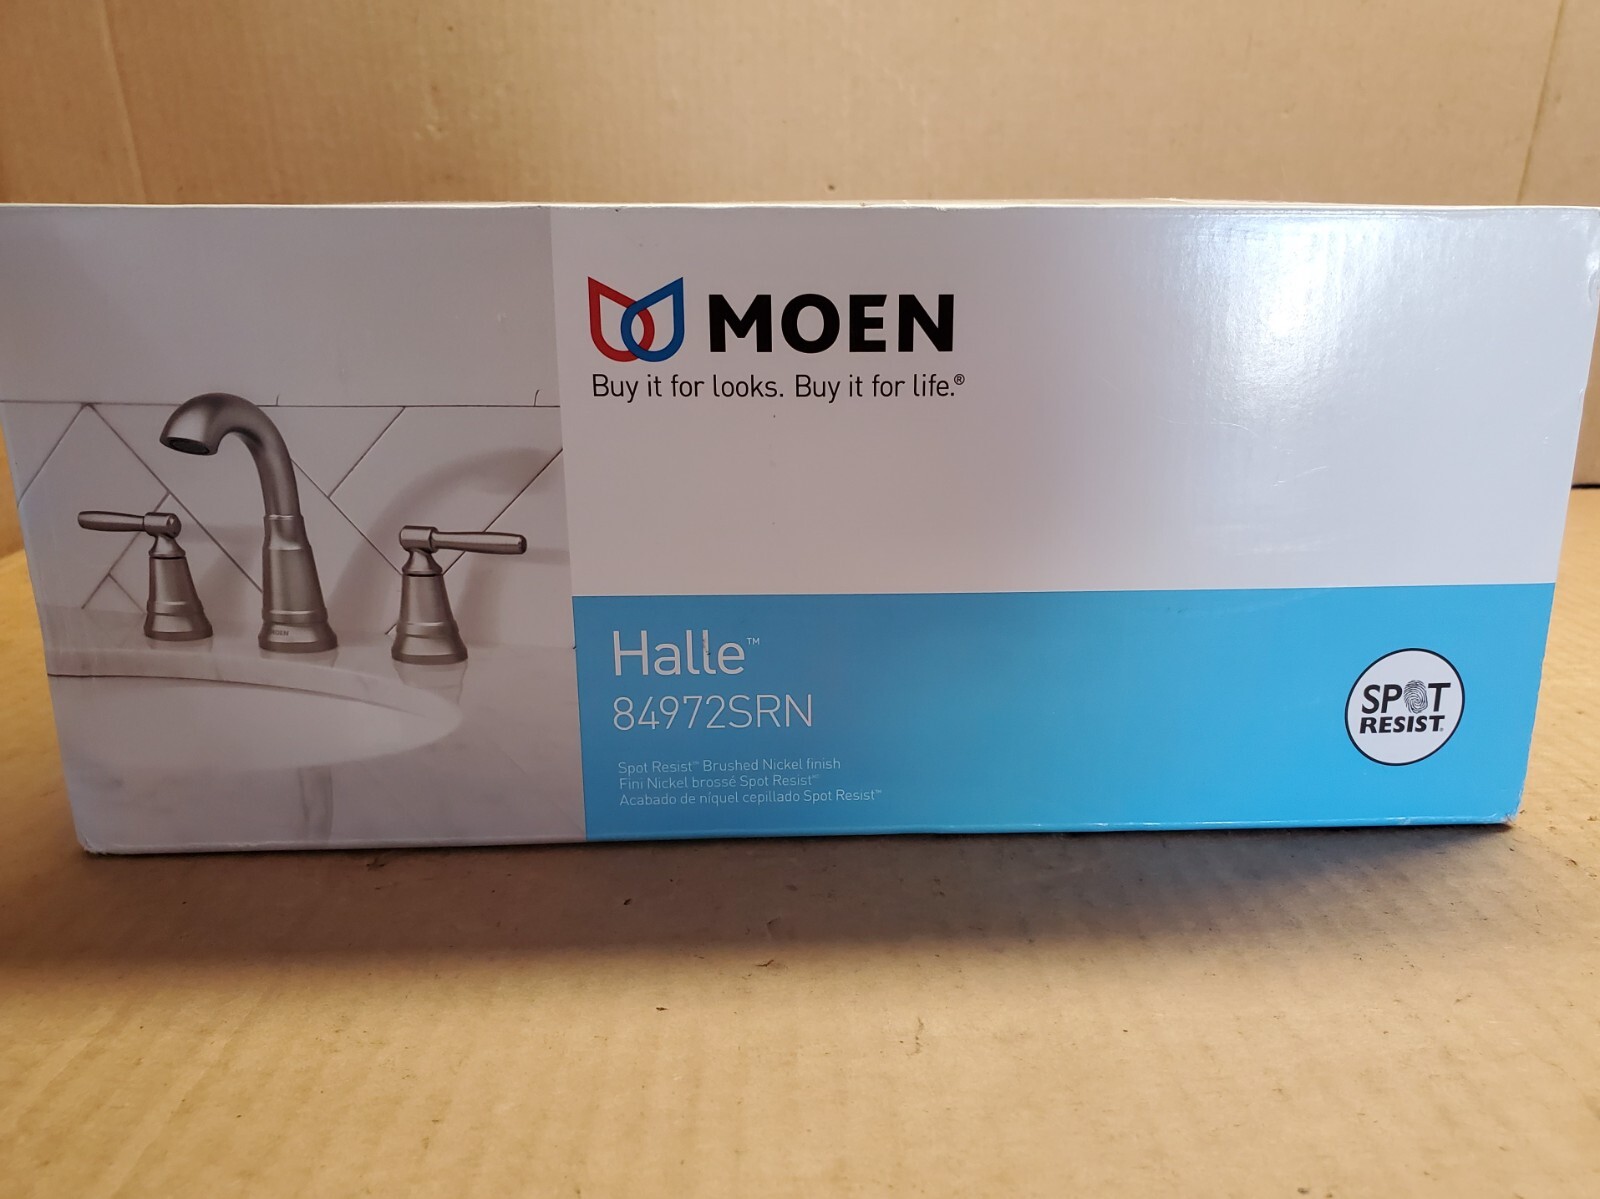 MOEN
Buy it for looks. Buy it for life.®
MOEN
Halle™
84972SRN
Spot Resist™ Brushed Nickel finish
Fini Nickel brossé Spot Resist™
Acabado de níquel cepillado Spot Resist™
SPOT
RESIST.